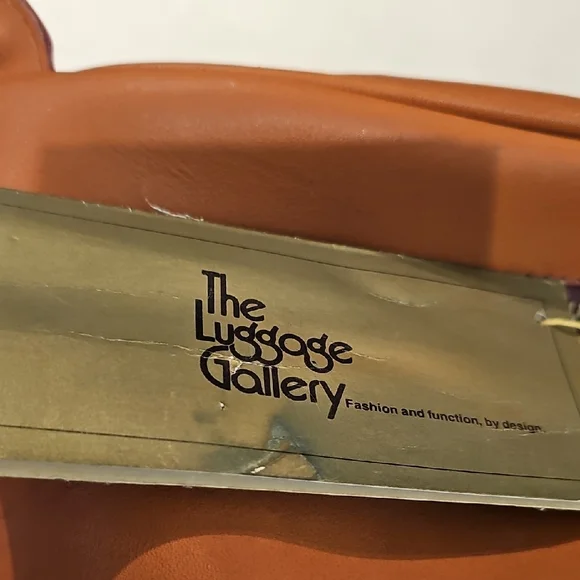 The
Luggage
Gallery
Fashion and function, by design.